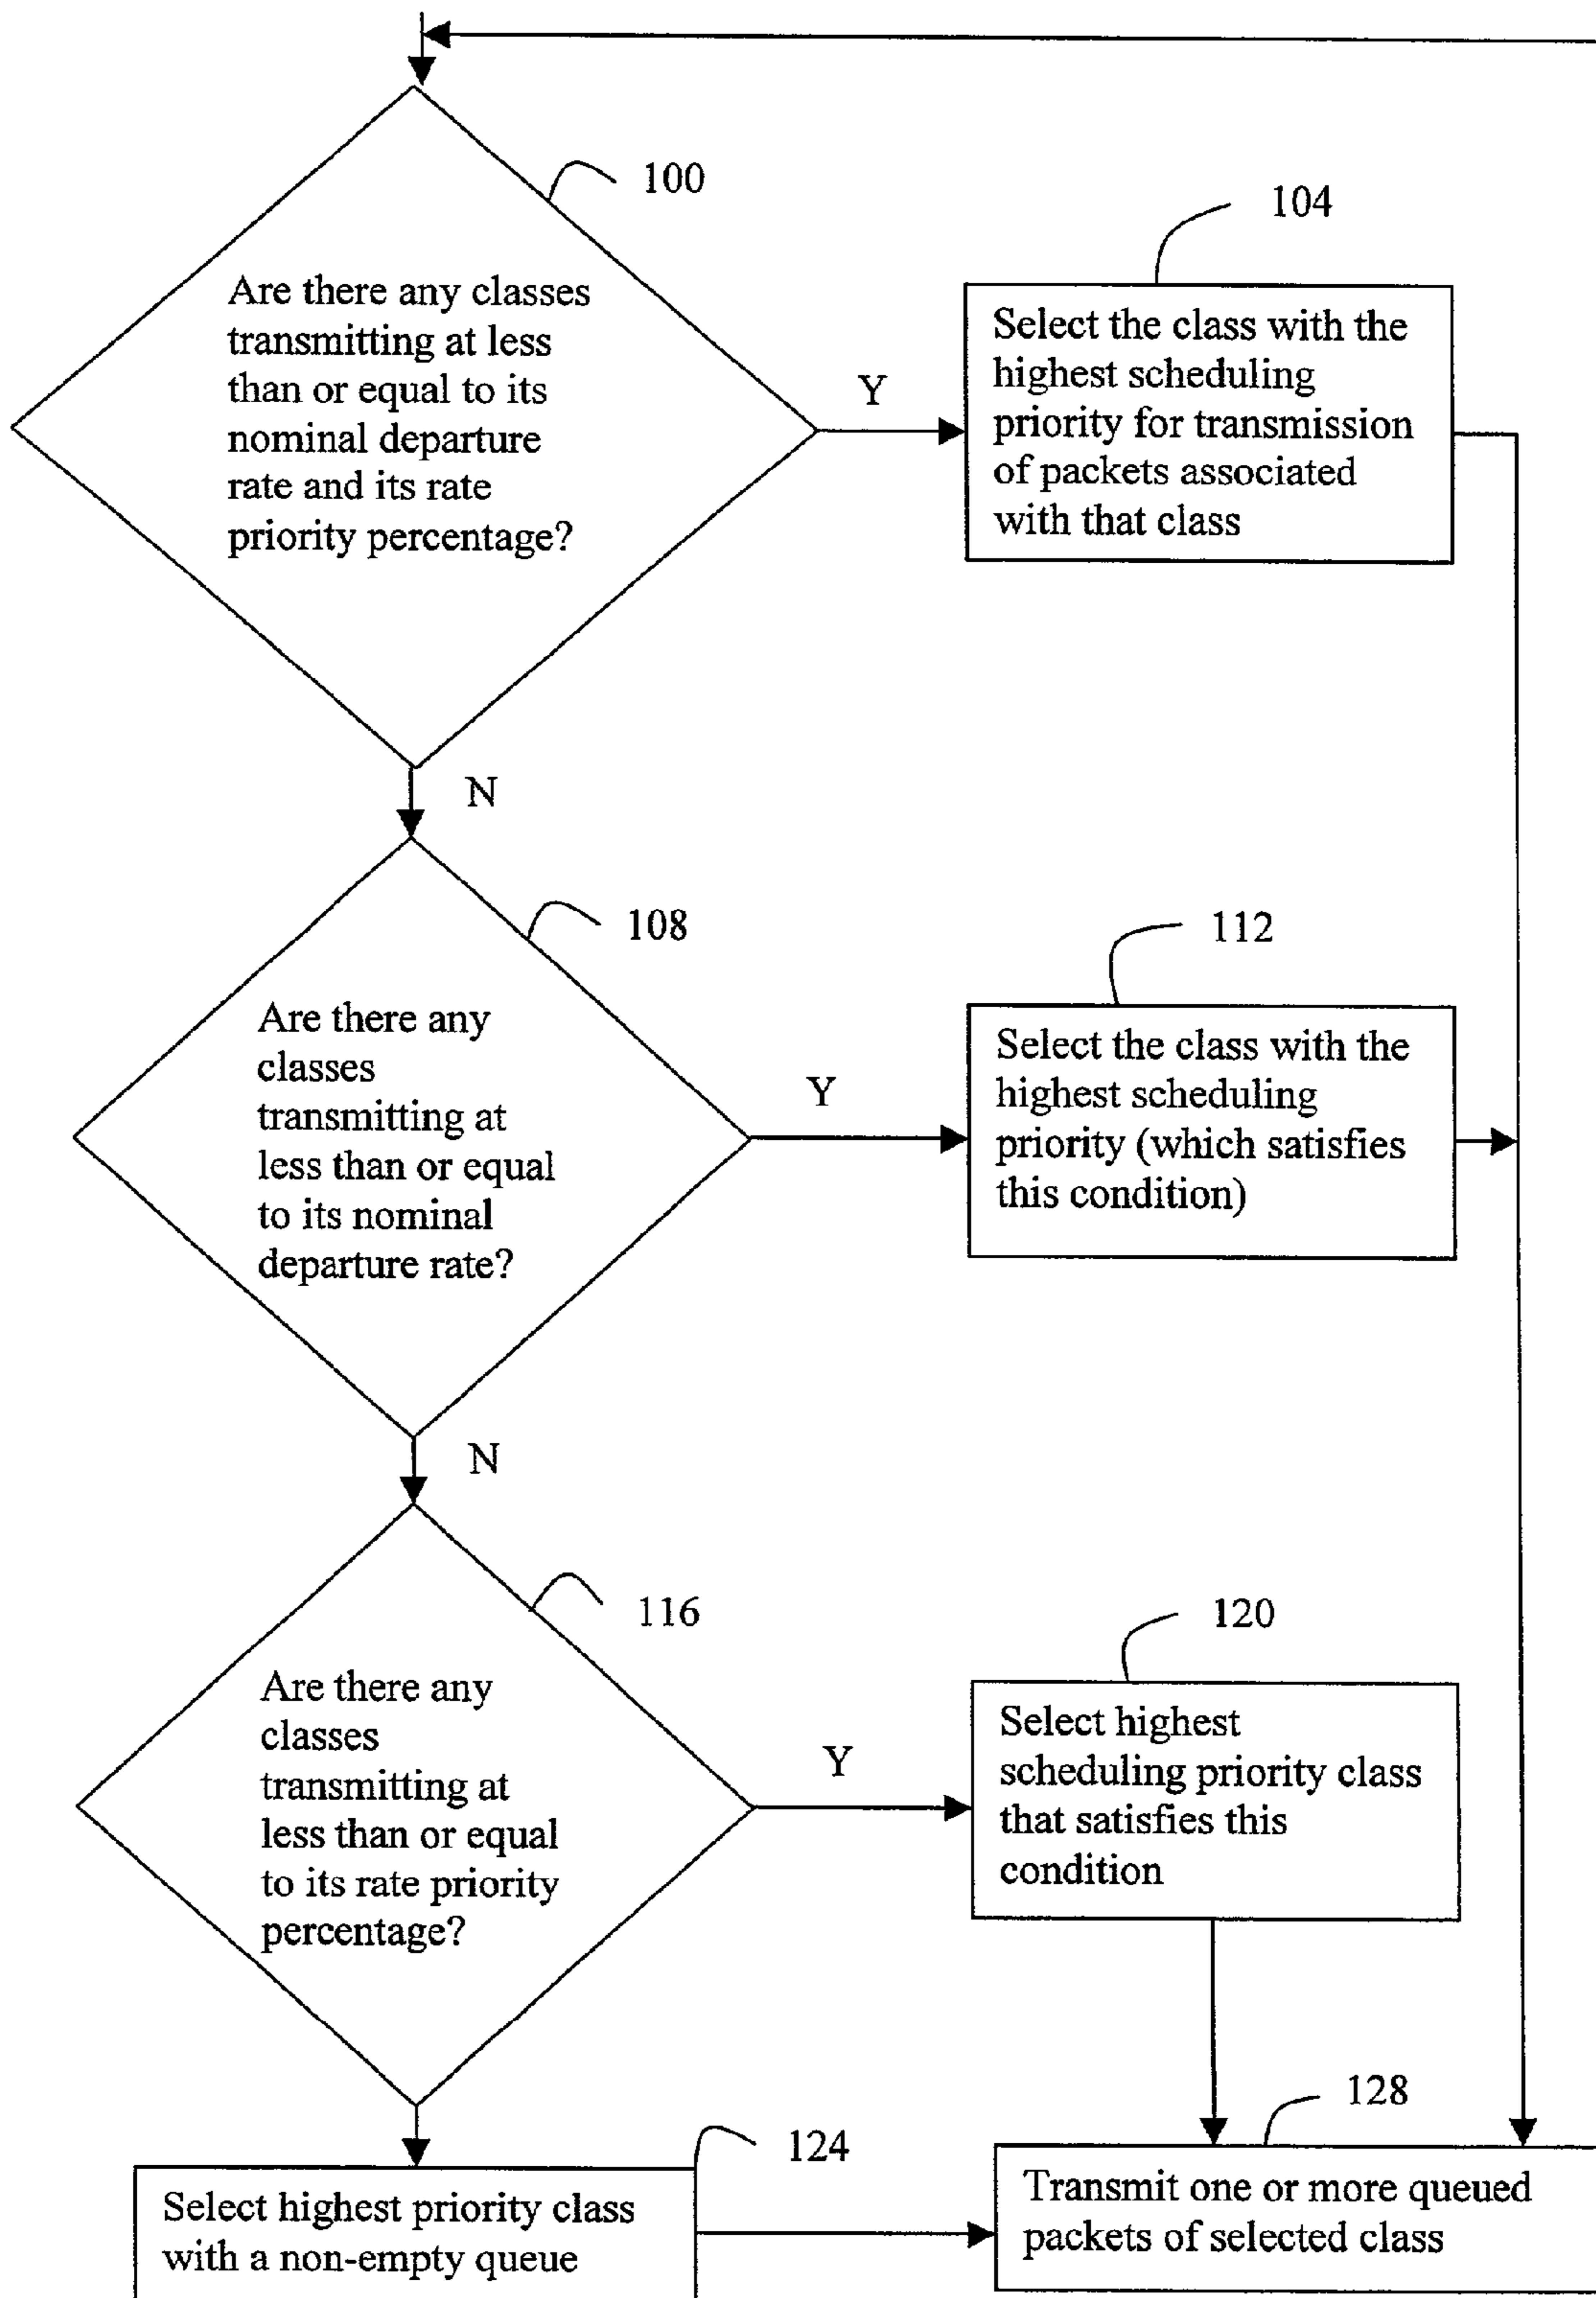 100
Are there any classes
transmitting at less
than or equal to its
nominal departure
rate and its rate
priority percentage?
Y
104
Select the class with the
highest scheduling
priority for transmission
of packets associated
with that class
N
108
Are there any
classes
transmitting at
less than or equal
to its nominal
departure rate?
Y
112
Select the class with the
highest scheduling
priority (which satisfies
this condition)
N
116
Are there any
classes
transmitting at
less than or equal
to its rate priority
percentage?
Y
120
Select highest
scheduling priority class
that satisfies this
condition
124
Select highest priority class
with a non-empty queue
128
Transmit one or more queued
packets of selected class